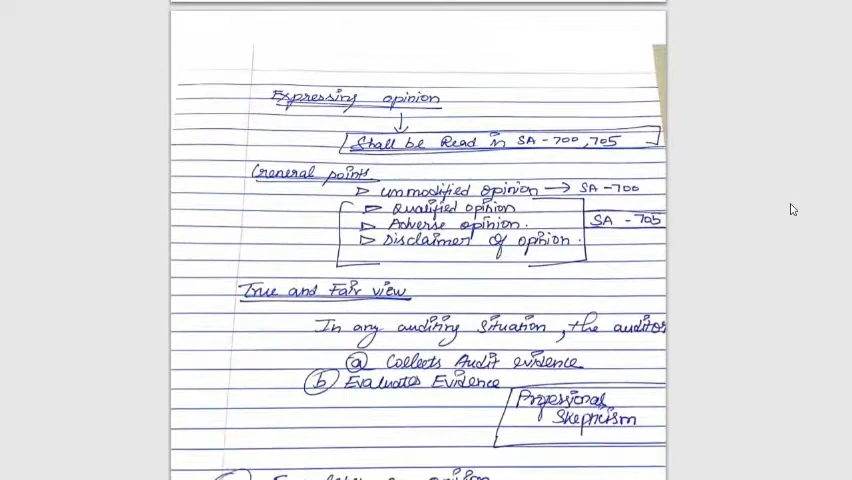 Expressing opinion
↓
Shall be Read in SA-700, 705
General points
▷ unmodified opinion → SA-700
▷ Qualified opinion
▷ Adverse opinion.
SA-705
▷ Disclaimer of opinion.
True and Fair view
In any auditing situation, the auditor
(a) Collects Audit evidence
(b) Evaluates Evidence
Professional
Skepticism
opinion